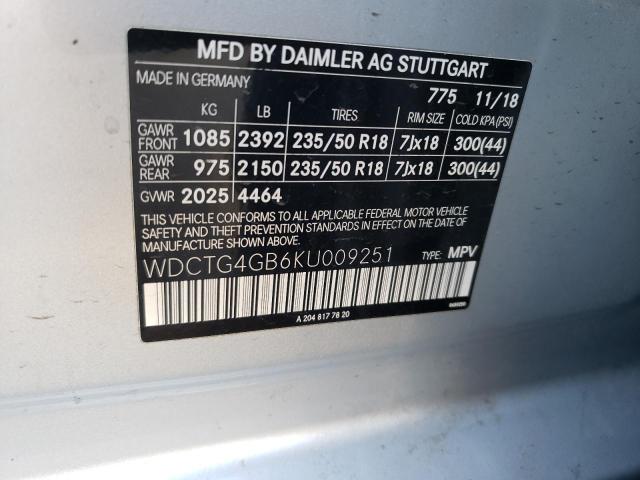 MFD BY DAIMLER AG STUTTGART
MADE IN GERMANY 775 11/18
KG LB TIRES RIM SIZE COLD KPA(PSI)
GAWR FRONT 1085 2392 235/50 R18 7Jx18 300(44)
GAWR REAR 975 2150 235/50 R18 7Jx18 300(44)
GVWR 2025 4464
THIS VEHICLE CONFORMS TO ALL APPLICABLE FEDERAL MOTOR VEHICLE
SAFETY AND THEFT PREVENTION STANDARDS IN EFFECT ON THE DATE OF
MANUFACTURE SHOWN ABOVE.
WDCTG4GB6KU009251 TYPE: MPV
A 204 817 78 20